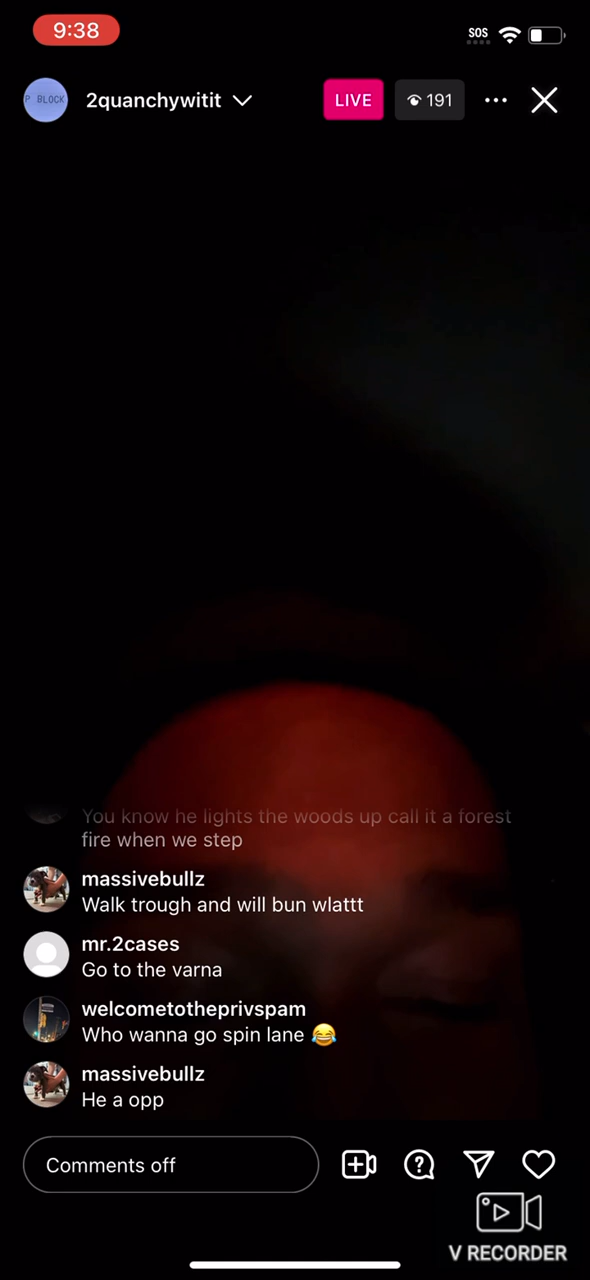 9:38
SOS
P BLOCK
2quanchywitit
LIVE
191
You know he lights the woods up call it a forest
fire when we step
massivebullz
Walk trough and will bun wlattt
mr.2cases
Go to the varna
welcometotheprivspam
Who wanna go spin lane 😂
massivebullz
He a opp
Comments off
V RECORDER